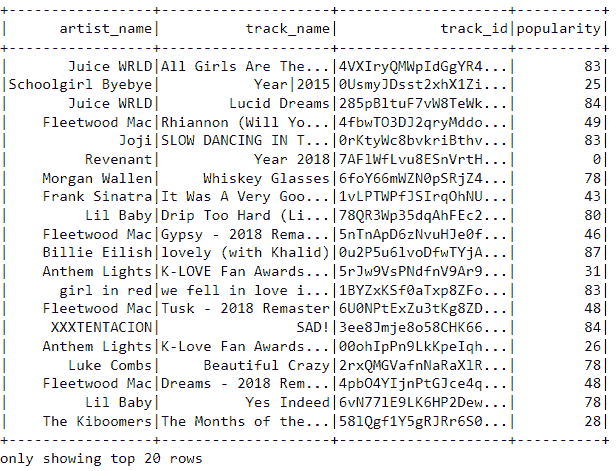 +---------------+--------------------+--------------------+----------+
|    artist_name|          track_name|            track_id|popularity|
+---------------+--------------------+--------------------+----------+
|     Juice WRLD|All Girls Are The...|4VXIryQMWpIdGgYR4...|        83|
|Schoolgirl Byebye|           Year|2015|0UsmyJDsst2xhX1Zi...|        25|
|     Juice WRLD|        Lucid Dreams|285pBltuF7vW8TeWk...|        84|
|  Fleetwood Mac|Rhiannon (Will Yo...|4fbwTO3DJ2qryMddo...|        49|
|           Joji|SLOW DANCING IN T...|0rKtyWc8bvkriBthv...|        83|
|       Revenant|           Year 2018|7AFlWfLvu8ESnVrtH...|         0|
|  Morgan Wallen|     Whiskey Glasses|6foY66mWZN0pSRjZ4...|        78|
|  Frank Sinatra|It Was A Very Goo...|1vLPTWPfJSIrqOhNU...|        43|
|       Lil Baby|Drip Too Hard (Li...|78QR3Wp35dqAhFEc2...|        80|
|  Fleetwood Mac|Gypsy - 2018 Rema...|5nTnApD6zNvuHJe0f...|        46|
|  Billie Eilish|lovely (with Khalid)|0u2P5u6lvoDfwTYjA...|        87|
|  Anthem Lights|K-LOVE Fan Awards...|5rJw9VsPNdfnV9Ar9...|        31|
|    girl in red|we fell in love i...|1BYZxKSf0aTxp8ZFo...|        83|
|  Fleetwood Mac|Tusk - 2018 Remaster|6U0NPtExZu3tKg8ZD...|        48|
|   XXXTENTACION|                SAD!|3ee8Jmje8o58CHK66...|        84|
|  Anthem Lights|K-Love Fan Awards...|00ohIpPn9LkKpeIqh...|        26|
|     Luke Combs|     Beautiful Crazy|2rxQMGVafnNaRaXlR...|        78|
|  Fleetwood Mac|Dreams - 2018 Rem...|4pbO4YIjnPtGJce4q...|        48|
|       Lil Baby|          Yes Indeed|6vN77lE9LK6HP2Dew...|        78|
|   The Kiboomers|The Months of the...|58lQgf1Y5gRJRr6S0...|        28|
+---------------+--------------------+--------------------+----------+
only showing top 20 rows